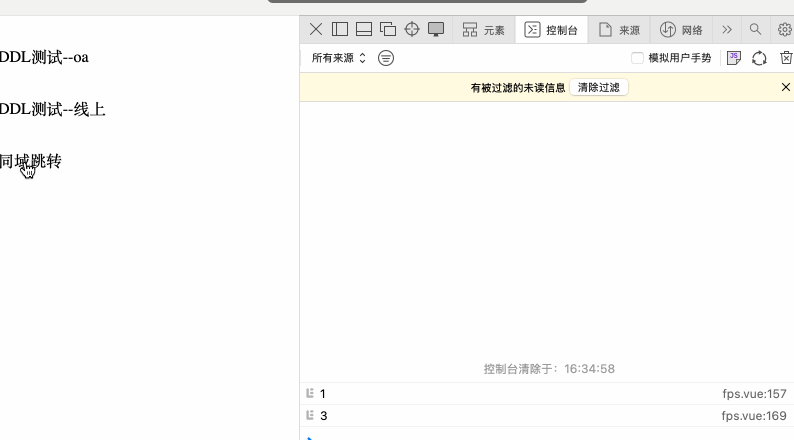 元素
控制台
来源
网络
所有来源
模拟用户手势
JS
有被过滤的未读信息
清除过滤
DDL测试--oa
DDL测试--线上
同域跳转
控制台清除于：16:34:58
1 fps.vue:157
3 fps.vue:169